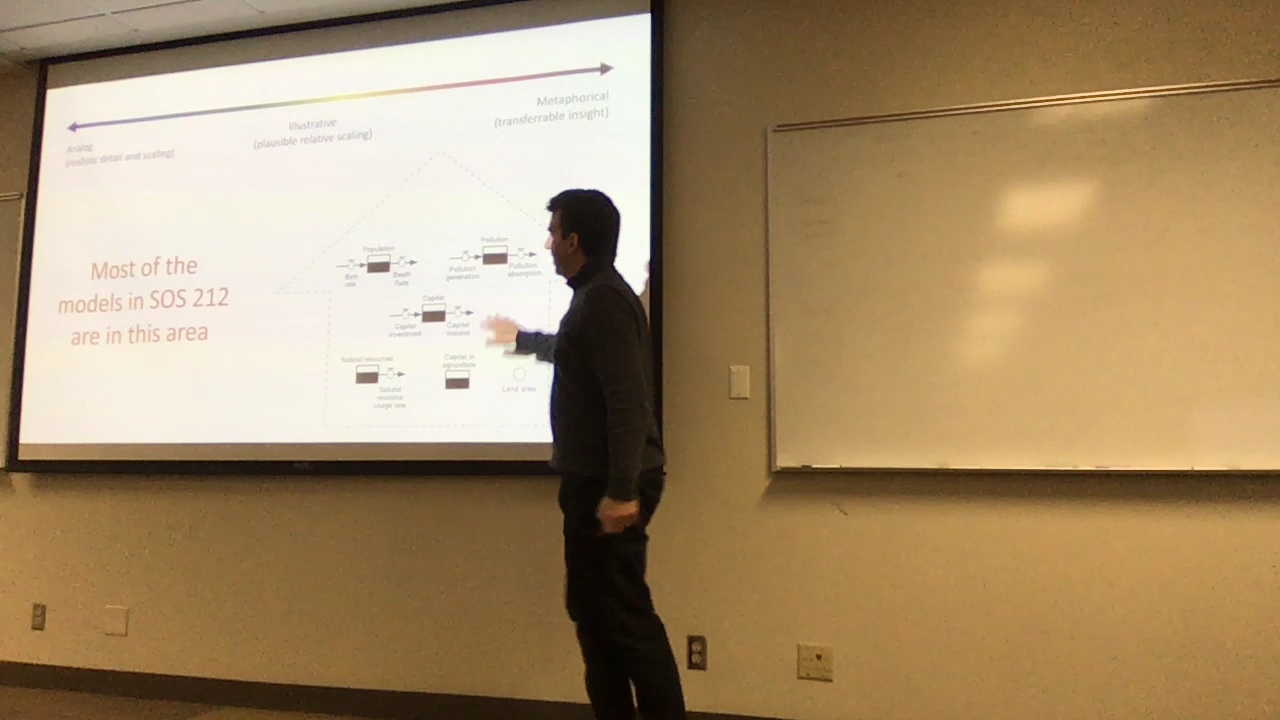 Metaphorical
(transferrable insight)
Illustrative
(plausible relative scaling)
Analog
(realistic detail and scaling)
Most of the
models in SOS 212
are in this area
Population
Birth
rate
Death
Rate
Pollution
Pollution
generation
Pollution
absorption
Capital
Capital
investment
Capital
discard
Natural resources
Natural
resource
usage rate
Capital in
agriculture
Land area